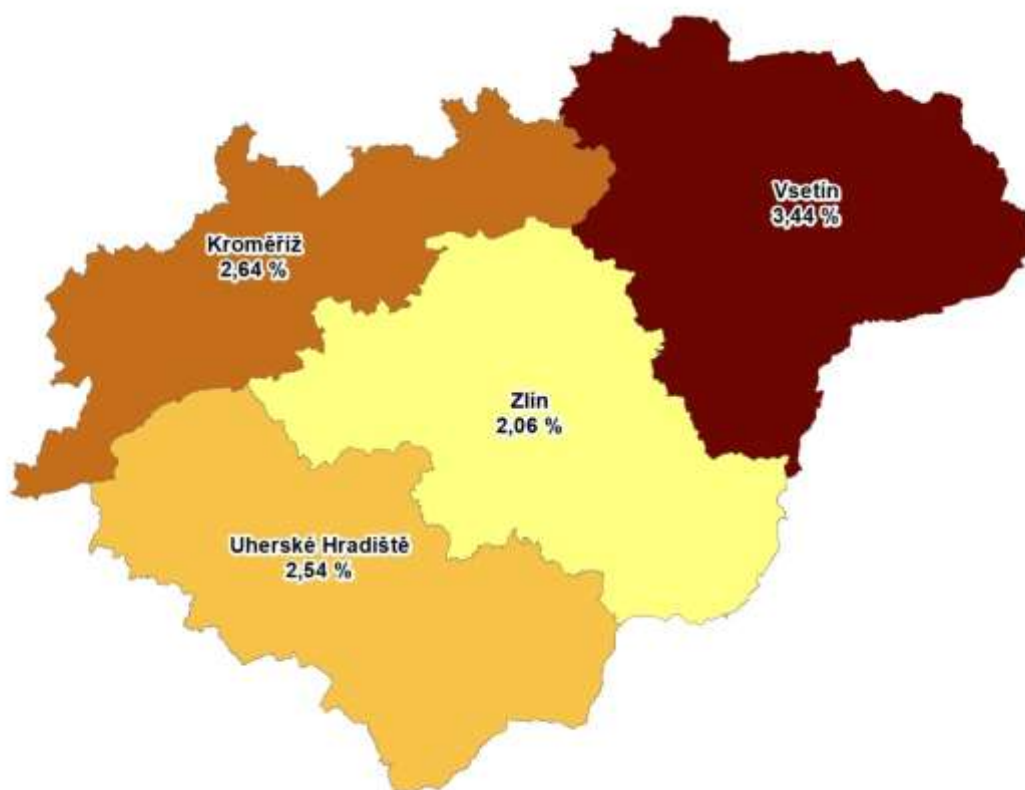 Vsetín
3,44 %
Kroměříž
2,64 %
Zlín
2,06 %
Uherské Hradiště
2,54 %